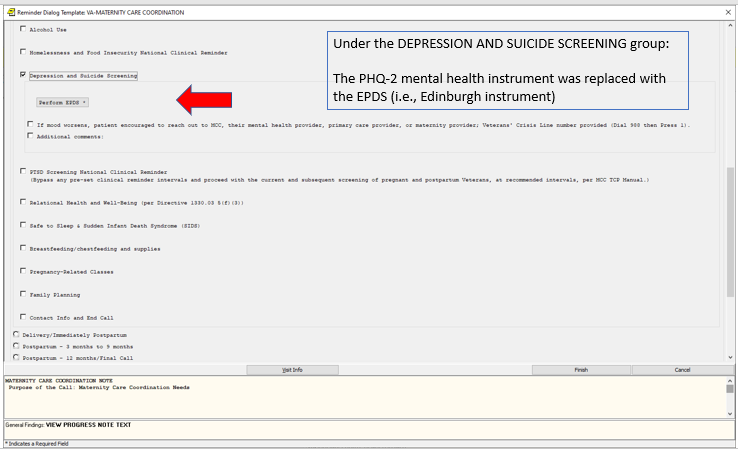 Reminder Dialog Template: VA-MATERNITY CARE COORDINATION
Alcohol Use
Homelessness and Food Insecurity National Clinical Reminder
Depression and Suicide Screening
Under the DEPRESSION AND SUICIDE SCREENING group:
The PHQ-2 mental health instrument was replaced with
the EPDS (i.e., Edinburgh instrument)
Perform EPDS *
If mood worsens, patient encouraged to reach out to MCC, their mental health provider, primary care provider, or maternity provider; Veterans' Crisis Line number provided (Dial 988 then Press 1).
Additional comments:
PTSD Screening National Clinical Reminder
(Bypass any pre-set clinical reminder intervals and proceed with the current and subsequent screening of pregnant and postpartum Veterans, at recommended intervals, per MCC TCP Manual.)
Relational Health and Well-Being (per Directive 1330.03 5(f)(3))
Safe to Sleep & Sudden Infant Death Syndrome (SIDS)
Breastfeeding/chestfeeding and supplies
Pregnancy-Related Classes
Family Planning
Contact Info and End Call
Delivery/Immediately Postpartum
Postpartum - 3 months to 9 months
Postpartum - 12 months/Final Call
Visit Info
Finish
Cancel
MATERNITY CARE COORDINATION NOTE
Purpose of the Call: Maternity Care Coordination Needs
General Findings: VIEW PROGRESS NOTE TEXT
* Indicates a Required Field